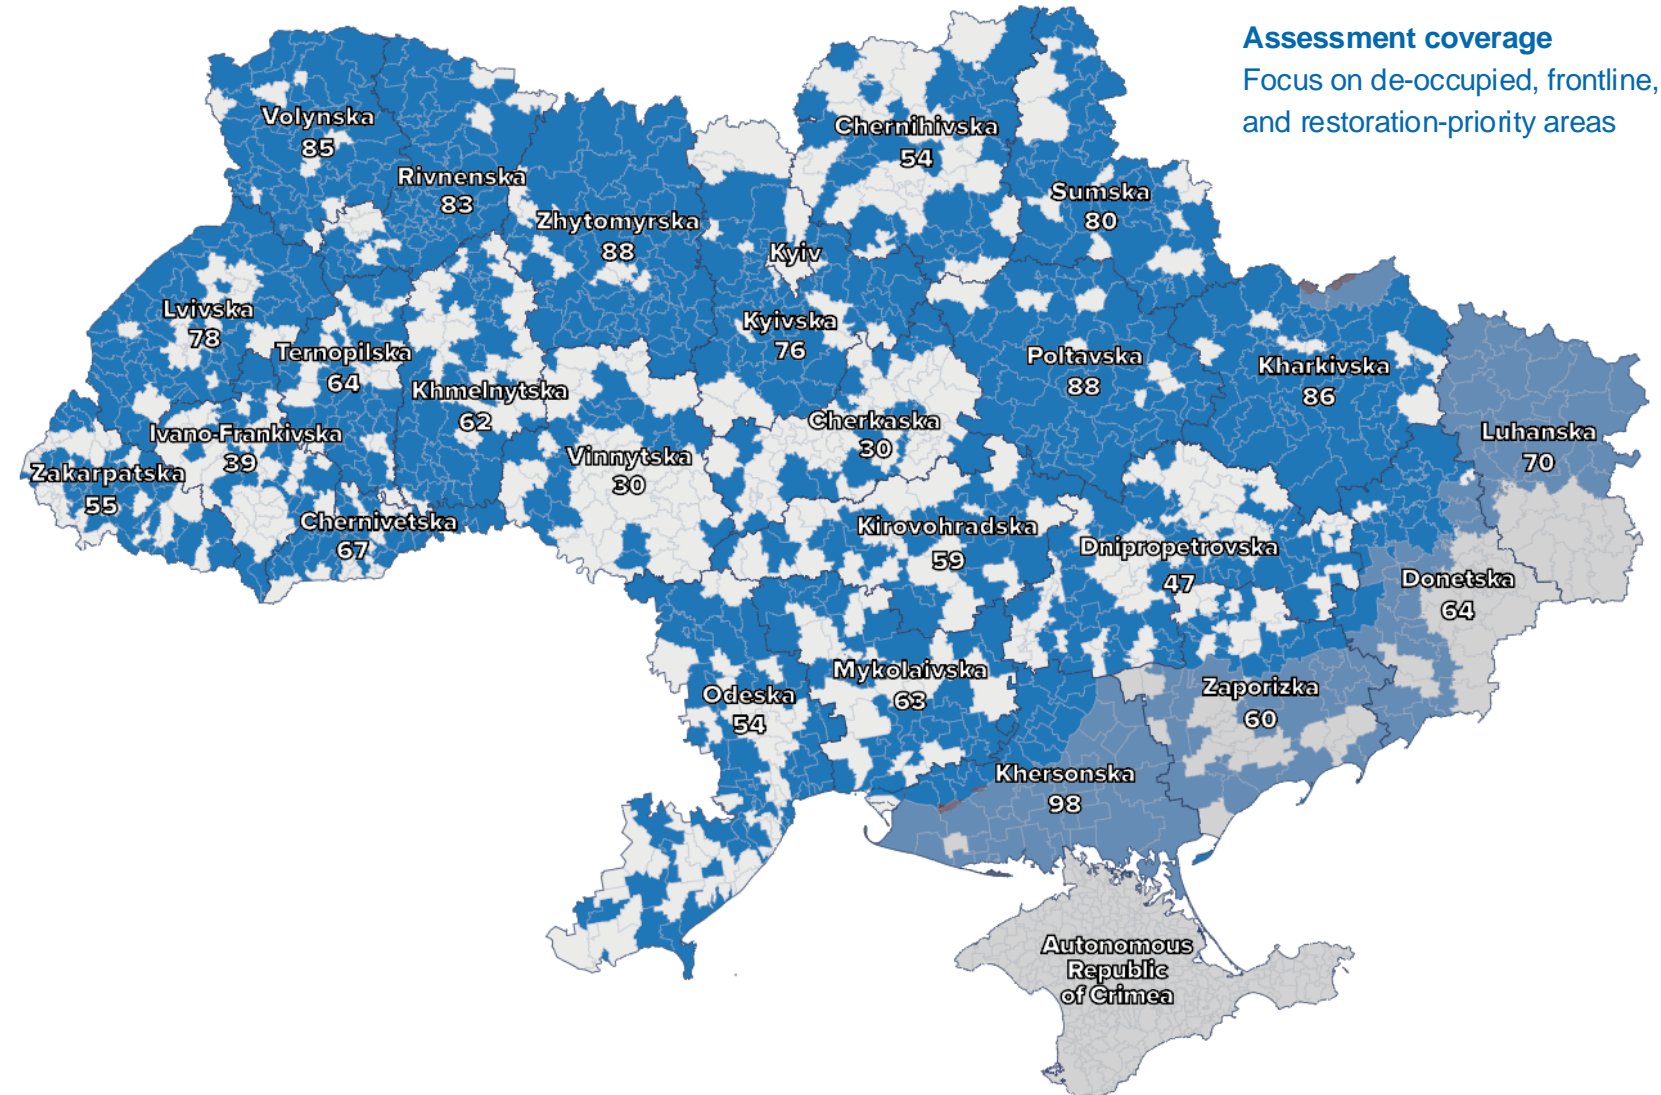 Assessment coverage
Focus on de-occupied, frontline,
and restoration-priority areas
Volynska
85
Rivnenska
83
Zhytomyrska
88
Chernihivska
54
Sumska
80
Kyiv
Lvivska
78
Ternopilska
64
Khmelnytska
62
Kyivska
76
Poltavska
88
Kharkivska
86
Luhanska
70
Ivano-Frankivska
39
Zakarpatska
55
Chernivetska
67
Vinnytska
30
Cherkaska
30
Kirovohradska
59
Dnipropetrovska
47
Donetska
64
Odeska
54
Mykolaivska
63
Zaporizka
60
Khersonska
98
Autonomous
Republic
of Crimea